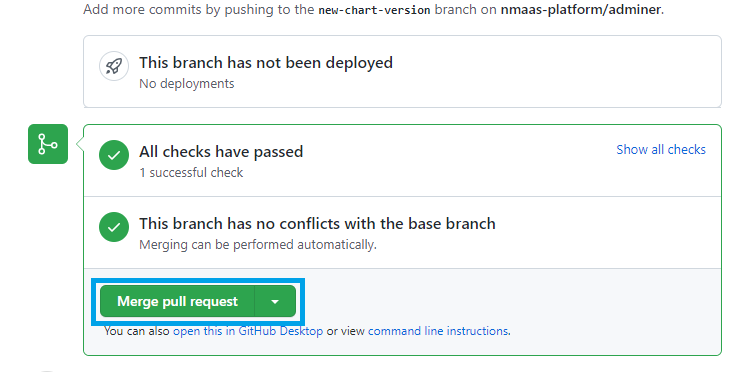 Add more commits by pushing to the new-chart-version branch on nmaas-platform/adminer.
This branch has not been deployed
No deployments
All checks have passed
Show all checks
1 successful check
This branch has no conflicts with the base branch
Merging can be performed automatically.
Merge pull request
You can also open this in GitHub Desktop or view command line instructions.